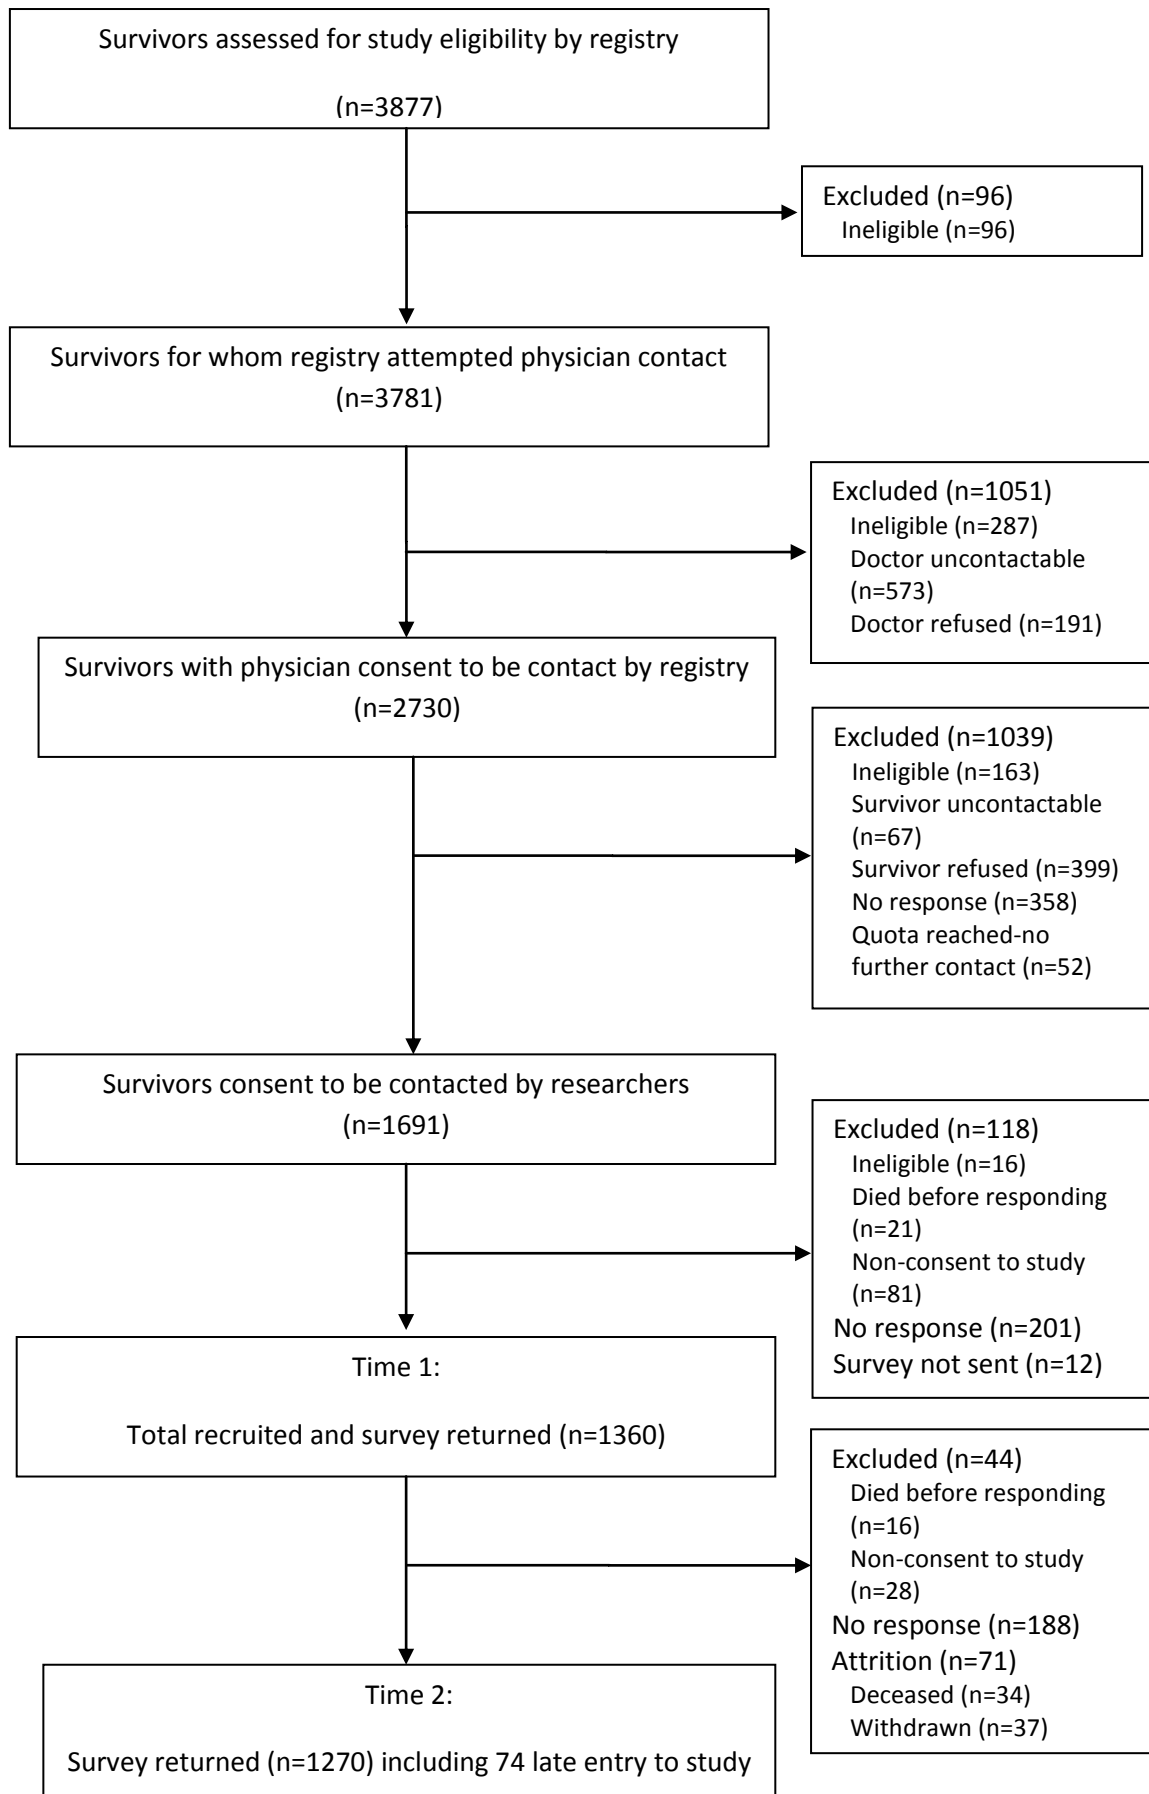 Survivors assessed for study eligibility by registry
(n=3877)
Excluded (n=96)
Ineligible (n=96)
Survivors for whom registry attempted physician contact
(n=3781)
Excluded (n=1051)
Ineligible (n=287)
Doctor uncontactable
(n=573)
Doctor refused (n=191)
Survivors with physician consent to be contact by registry
(n=2730)
Excluded (n=1039)
Ineligible (n=163)
Survivor uncontactable
(n=67)
Survivor refused (n=399)
No response (n=358)
Quota reached-no
further contact (n=52)
Survivors consent to be contacted by researchers
(n=1691)
Excluded (n=118)
Ineligible (n=16)
Died before responding
(n=21)
Non-consent to study
(n=81)
No response (n=201)
Survey not sent (n=12)
Time 1:
Total recruited and survey returned (n=1360)
Excluded (n=44)
Died before responding
(n=16)
Non-consent to study
(n=28)
No response (n=188)
Attrition (n=71)
Deceased (n=34)
Withdrawn (n=37)
Time 2:
Survey returned (n=1270) including 74 late entry to study